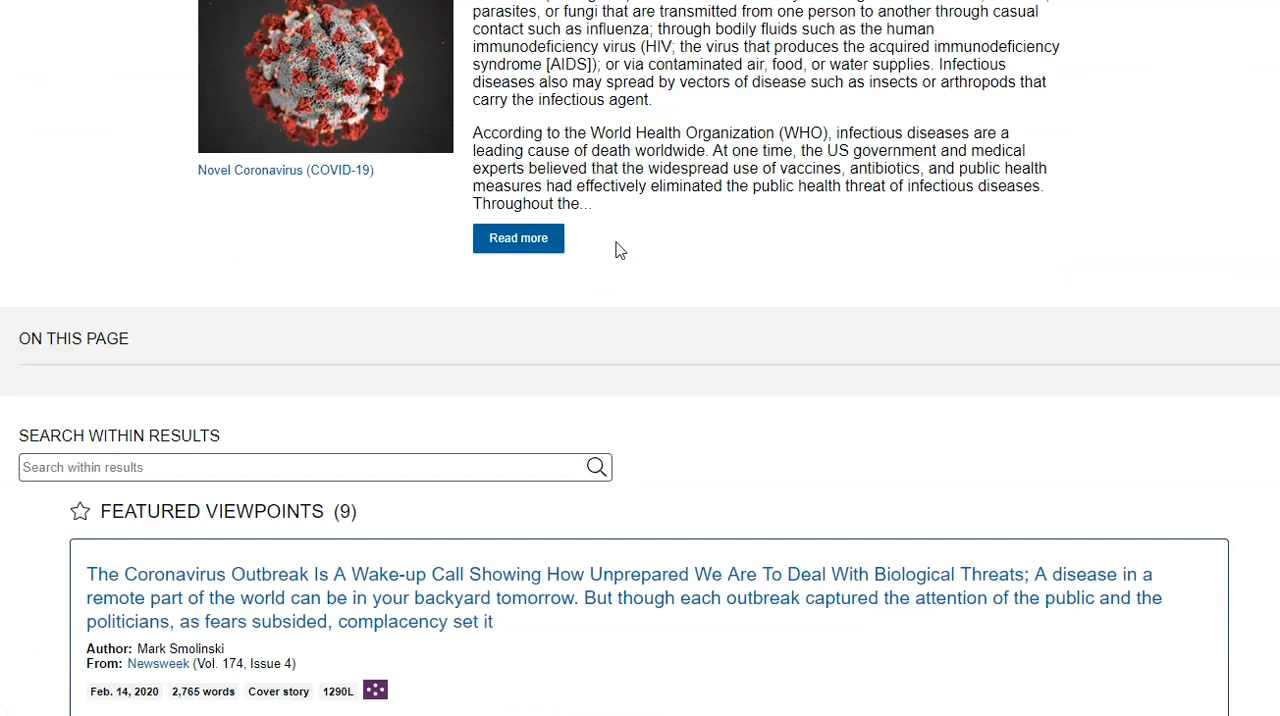 parasites, or fungi that are transmitted from one person to another through casual
contact such as influenza; through bodily fluids such as the human
immunodeficiency virus (HIV; the virus that produces the acquired immunodeficiency
syndrome [AIDS]); or via contaminated air, food, or water supplies. Infectious
diseases also may spread by vectors of disease such as insects or arthropods that
carry the infectious agent.
According to the World Health Organization (WHO), infectious diseases are a
leading cause of death worldwide. At one time, the US government and medical
experts believed that the widespread use of vaccines, antibiotics, and public health
measures had effectively eliminated the public health threat of infectious diseases.
Throughout the...
Novel Coronavirus (COVID-19)
Read more
ON THIS PAGE
SEARCH WITHIN RESULTS
Search within results
FEATURED VIEWPOINTS (9)
The Coronavirus Outbreak Is A Wake-up Call Showing How Unprepared We Are To Deal With Biological Threats; A disease in a
remote part of the world can be in your backyard tomorrow. But though each outbreak captured the attention of the public and the
politicians, as fears subsided, complacency set it
Author: Mark Smolinski
From: Newsweek (Vol. 174, Issue 4)
Feb. 14, 2020 2,765 words Cover story 1290L